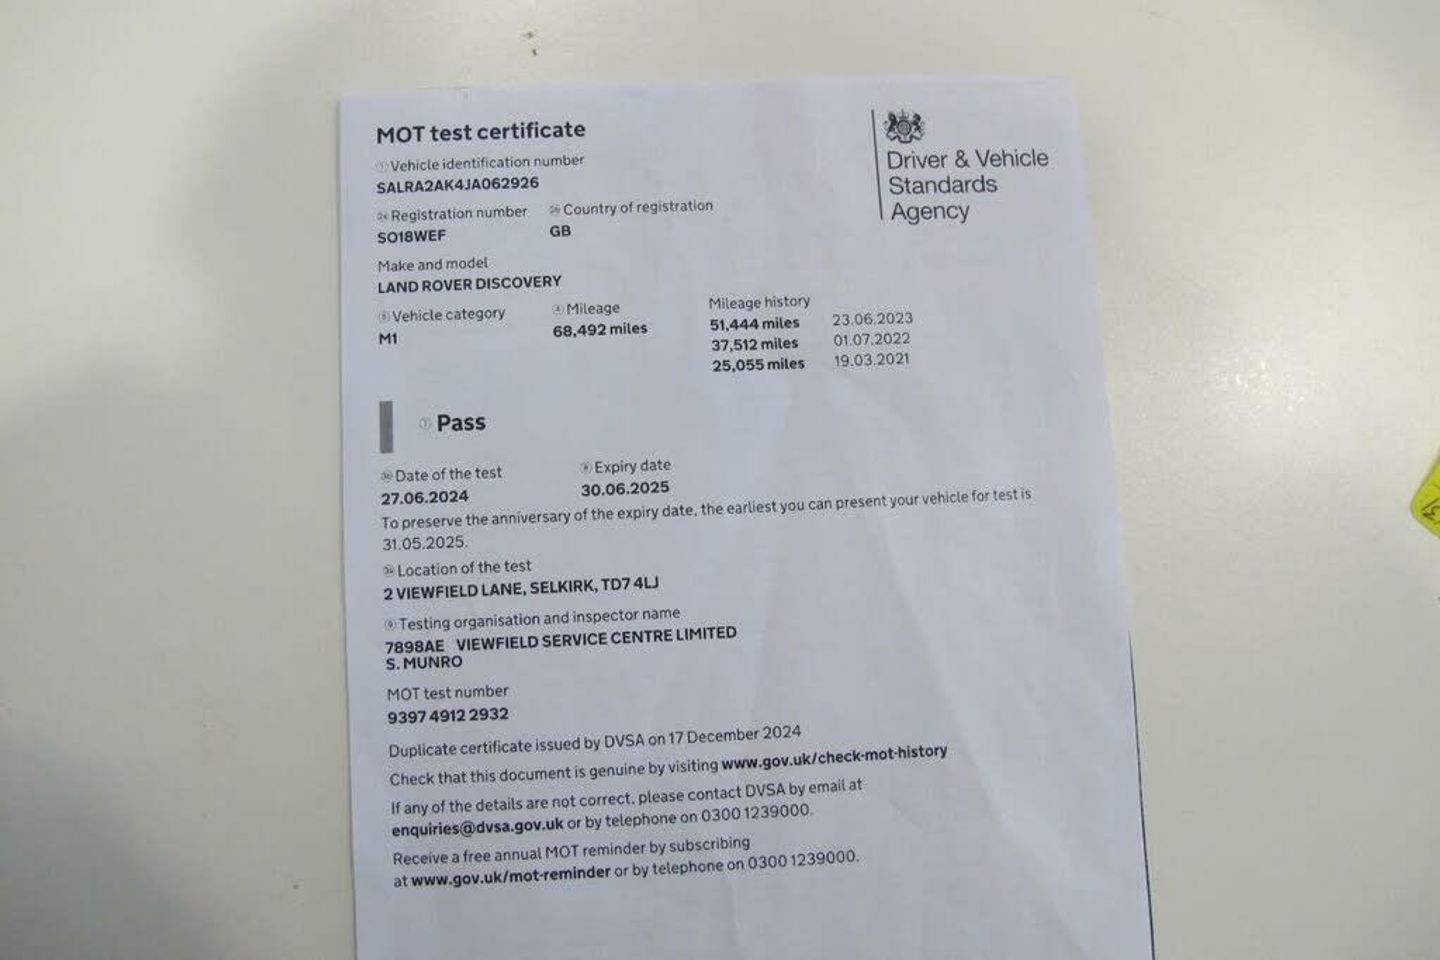 MOT test certificate
Driver & Vehicle
Standards
Agency
Vehicle identification number
SALRA2AK4JA062926
Registration number
Country of registration
SO18WEF
GB
Make and model
LAND ROVER DISCOVERY
Vehicle category
Mileage
Mileage history
M1
68,492 miles
51,444 miles 23.06.2023
37,512 miles 01.07.2022
25,055 miles 19.03.2021
Pass
Date of the test
Expiry date
27.06.2024
30.06.2025
To preserve the anniversary of the expiry date, the earliest you can present your vehicle for test is
31.05.2025.
Location of the test
2 VIEWFIELD LANE, SELKIRK, TD7 4LJ
Testing organisation and inspector name
7898AE VIEWFIELD SERVICE CENTRE LIMITED
S. MUNRO
MOT test number
9397 4912 2932
Duplicate certificate issued by DVSA on 17 December 2024
Check that this document is genuine by visiting www.gov.uk/check-mot-history
If any of the details are not correct, please contact DVSA by email at
enquiries@dvsa.gov.uk or by telephone on 0300 1239000.
Receive a free annual MOT reminder by subscribing
at www.gov.uk/mot-reminder or by telephone on 0300 1239000.